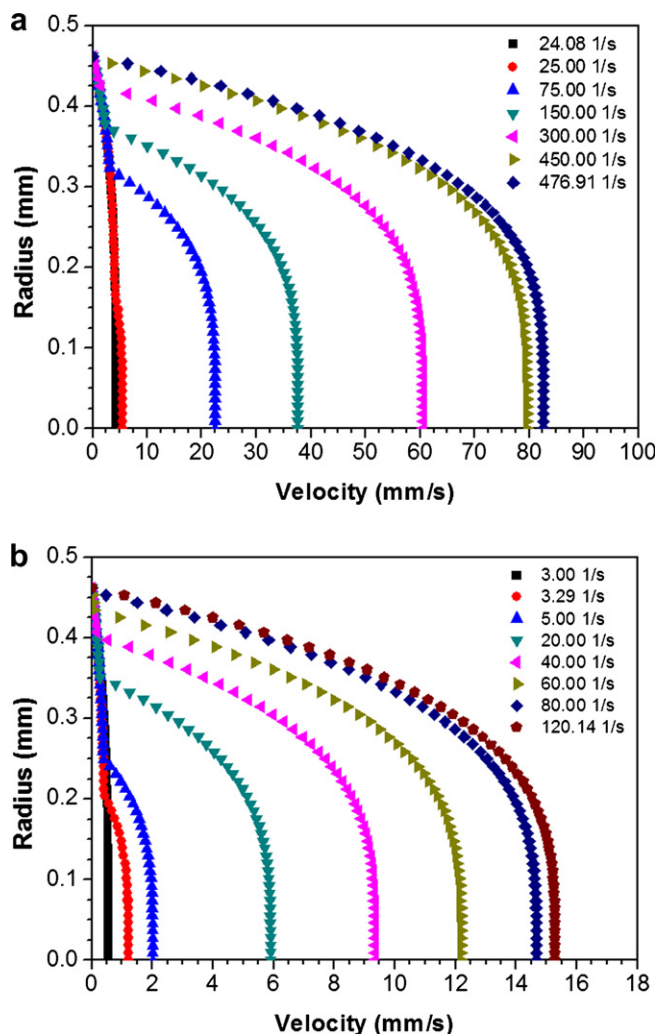 a
0.5
0.4
0.3
0.2
0.1
0.0
Radius (mm)
24.08 1/s
25.00 1/s
75.00 1/s
150.00 1/s
300.00 1/s
450.00 1/s
476.91 1/s
0 10 20 30 40 50 60 70 80 90 100
Velocity (mm/s)
b
0.5
0.4
0.3
0.2
0.1
0.0
Radius (mm)
3.00 1/s
3.29 1/s
5.00 1/s
20.00 1/s
40.00 1/s
60.00 1/s
80.00 1/s
120.14 1/s
0 2 4 6 8 10 12 14 16 18
Velocity (mm/s)